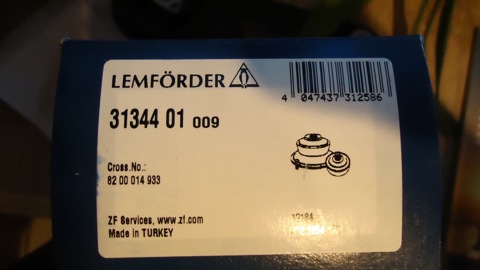 LEMFÖRDER
4 047437 312586
31344 01 009
Cross.No.:
82 00 014 933
ZF Services, www.zf.com
Made in TURKEY